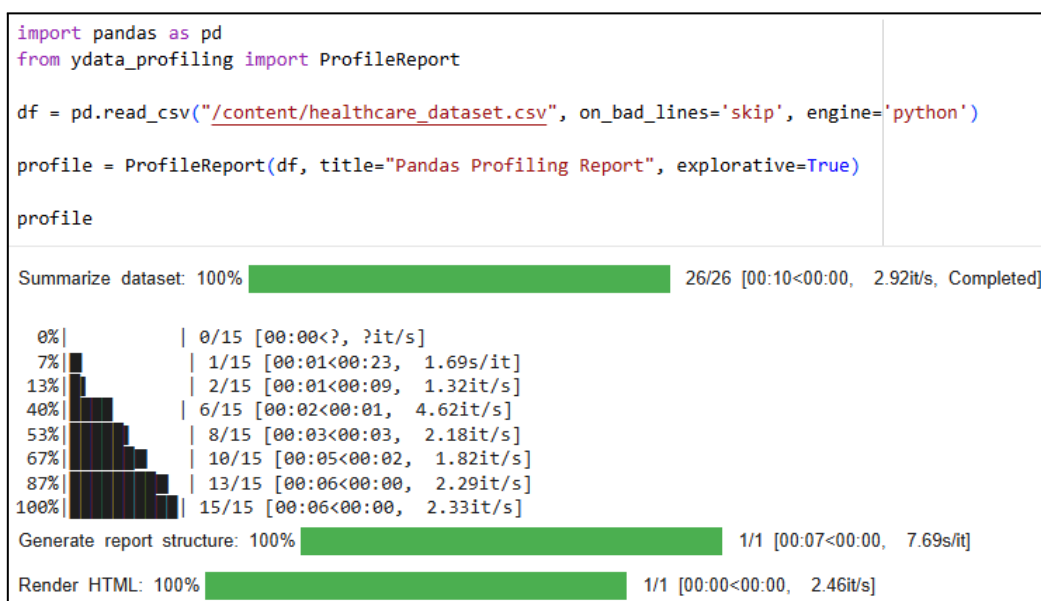 import pandas as pd
from ydata_profiling import ProfileReport
df = pd.read_csv("/content/healthcare_dataset.csv", on_bad_lines='skip', engine='python')
profile = ProfileReport(df, title="Pandas Profiling Report", explorative=True)
profile
Summarize dataset: 100% 26/26 [00:10<00:00, 2.92it/s, Completed]
0%| | 0/15 [00:00<?, ?it/s]
7%| | 1/15 [00:01<00:23, 1.69s/it]
13%| | 2/15 [00:01<00:09, 1.32it/s]
40%| | 6/15 [00:02<00:01, 4.62it/s]
53%| | 8/15 [00:03<00:03, 2.18it/s]
67%| | 10/15 [00:05<00:02, 1.82it/s]
87%| | 13/15 [00:06<00:00, 2.29it/s]
100%| | 15/15 [00:06<00:00, 2.33it/s]
Generate report structure: 100% 1/1 [00:07<00:00, 7.69s/it]
Render HTML: 100% 1/1 [00:00<00:00, 2.46it/s]